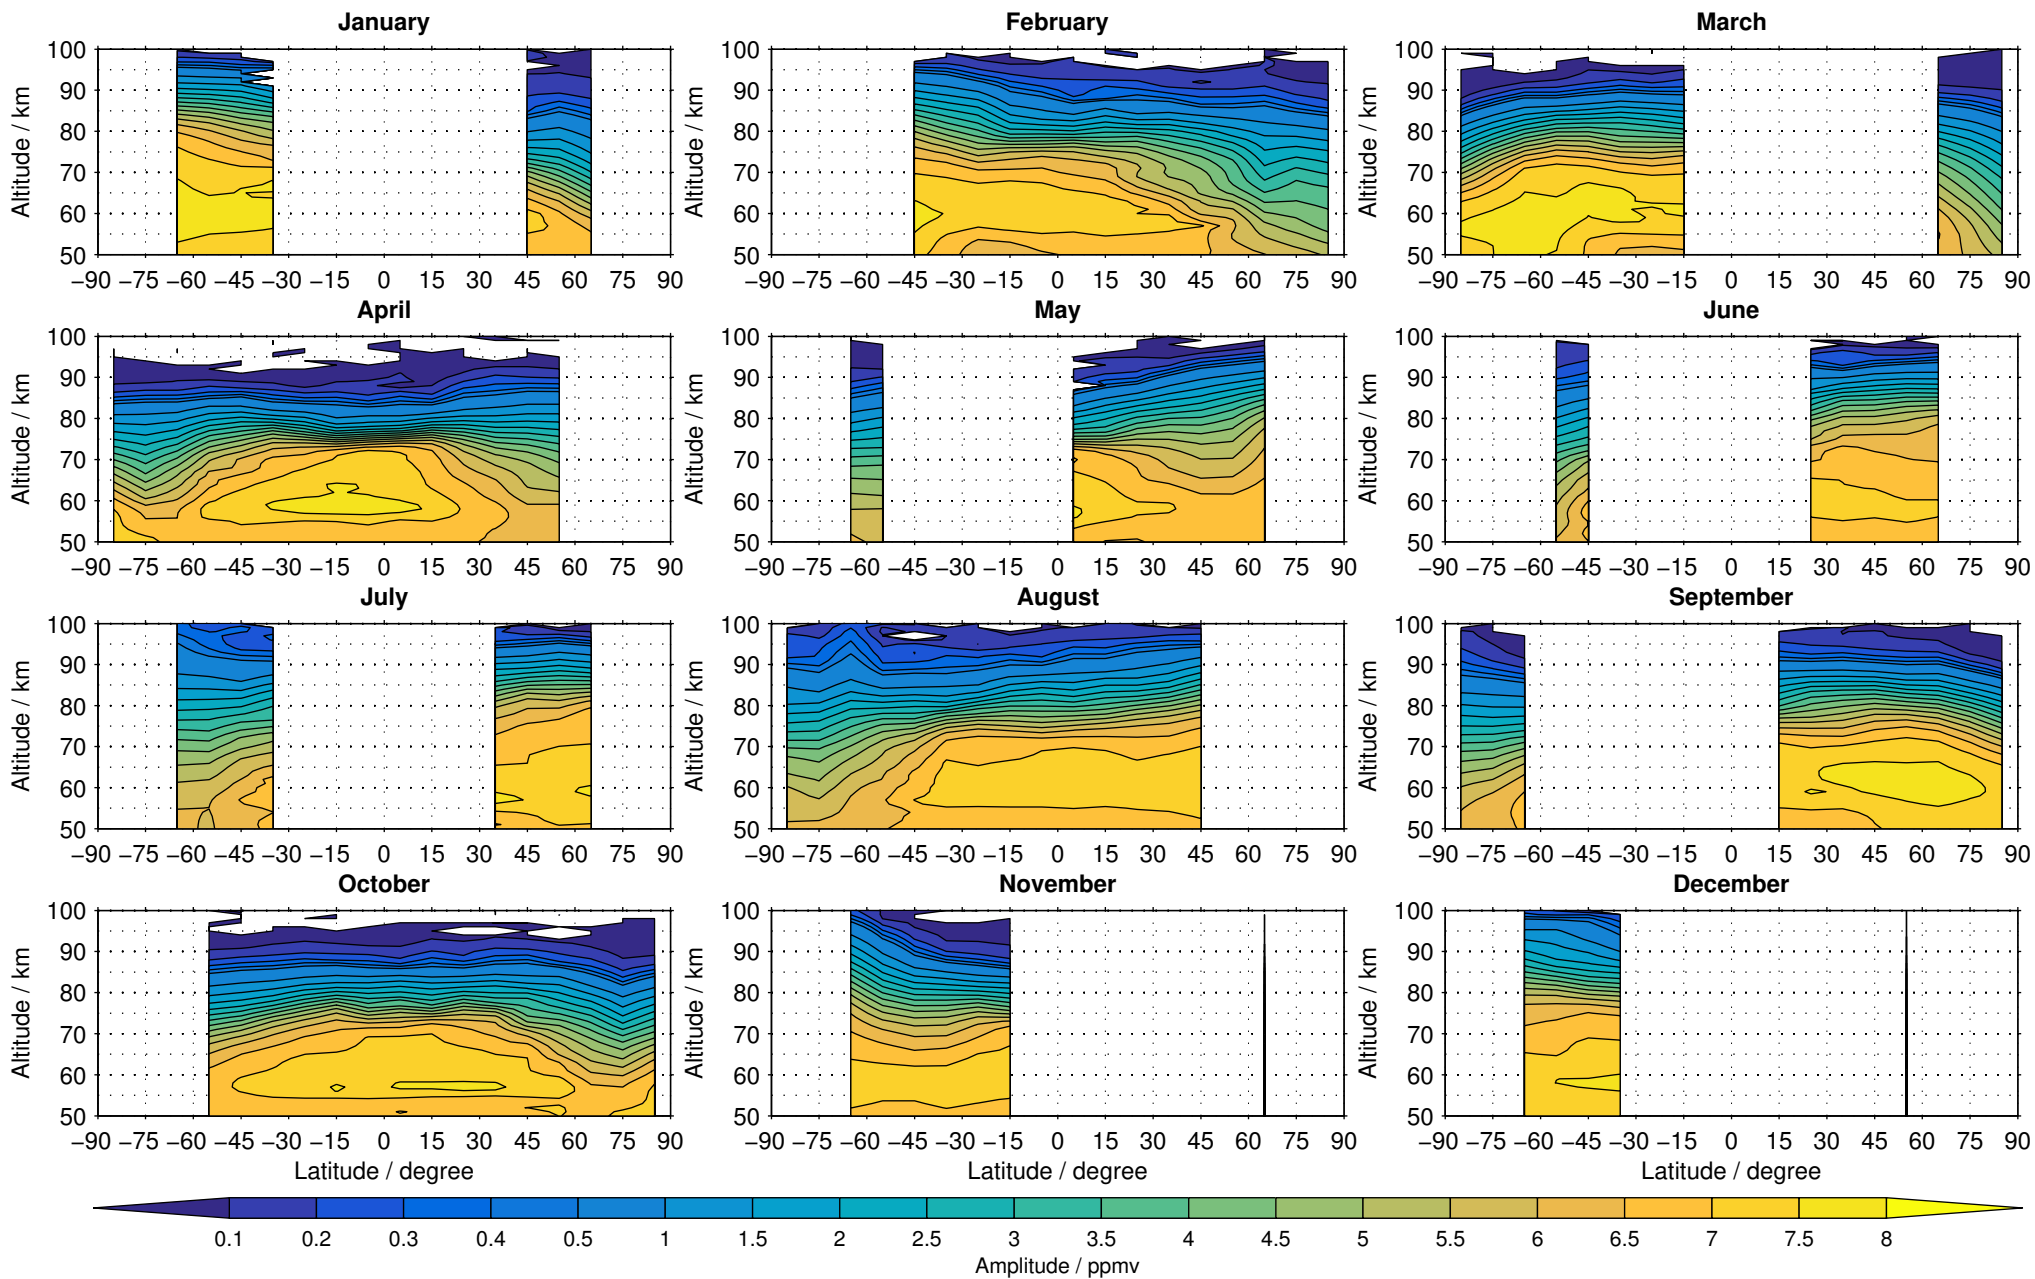 January February March
100 100 100
90 90 90
80 80 80
70 70 70
60 60 60
50 50 50
Altitude / km Altitude / km Altitude / km
−90 −75 −60 −45 −30 −15 0 15 30 45 60 75 90 −90 −75 −60 −45 −30 −15 0 15 30 45 60 75 90 −90 −75 −60 −45 −30 −15 0 15 30 45 60 75 90
April May June
100 100 100
90 90 90
80 80 80
70 70 70
60 60 60
50 50 50
Altitude / km Altitude / km Altitude / km
−90 −75 −60 −45 −30 −15 0 15 30 45 60 75 90 −90 −75 −60 −45 −30 −15 0 15 30 45 60 75 90 −90 −75 −60 −45 −30 −15 0 15 30 45 60 75 90
July August September
100 100 100
90 90 90
80 80 80
70 70 70
60 60 60
50 50 50
Altitude / km Altitude / km Altitude / km
−90 −75 −60 −45 −30 −15 0 15 30 45 60 75 90 −90 −75 −60 −45 −30 −15 0 15 30 45 60 75 90 −90 −75 −60 −45 −30 −15 0 15 30 45 60 75 90
October November December
100 100 100
90 90 90
80 80 80
70 70 70
60 60 60
50 50 50
Altitude / km Altitude / km Altitude / km
−90 −75 −60 −45 −30 −15 0 15 30 45 60 75 90 −90 −75 −60 −45 −30 −15 0 15 30 45 60 75 90 −90 −75 −60 −45 −30 −15 0 15 30 45 60 75 90
Latitude / degree Latitude / degree Latitude / degree
0.1 0.2 0.3 0.4 0.5 1 1.5 2 2.5 3 3.5 4 4.5 5 5.5 6 6.5 7 7.5 8
Amplitude / ppmv